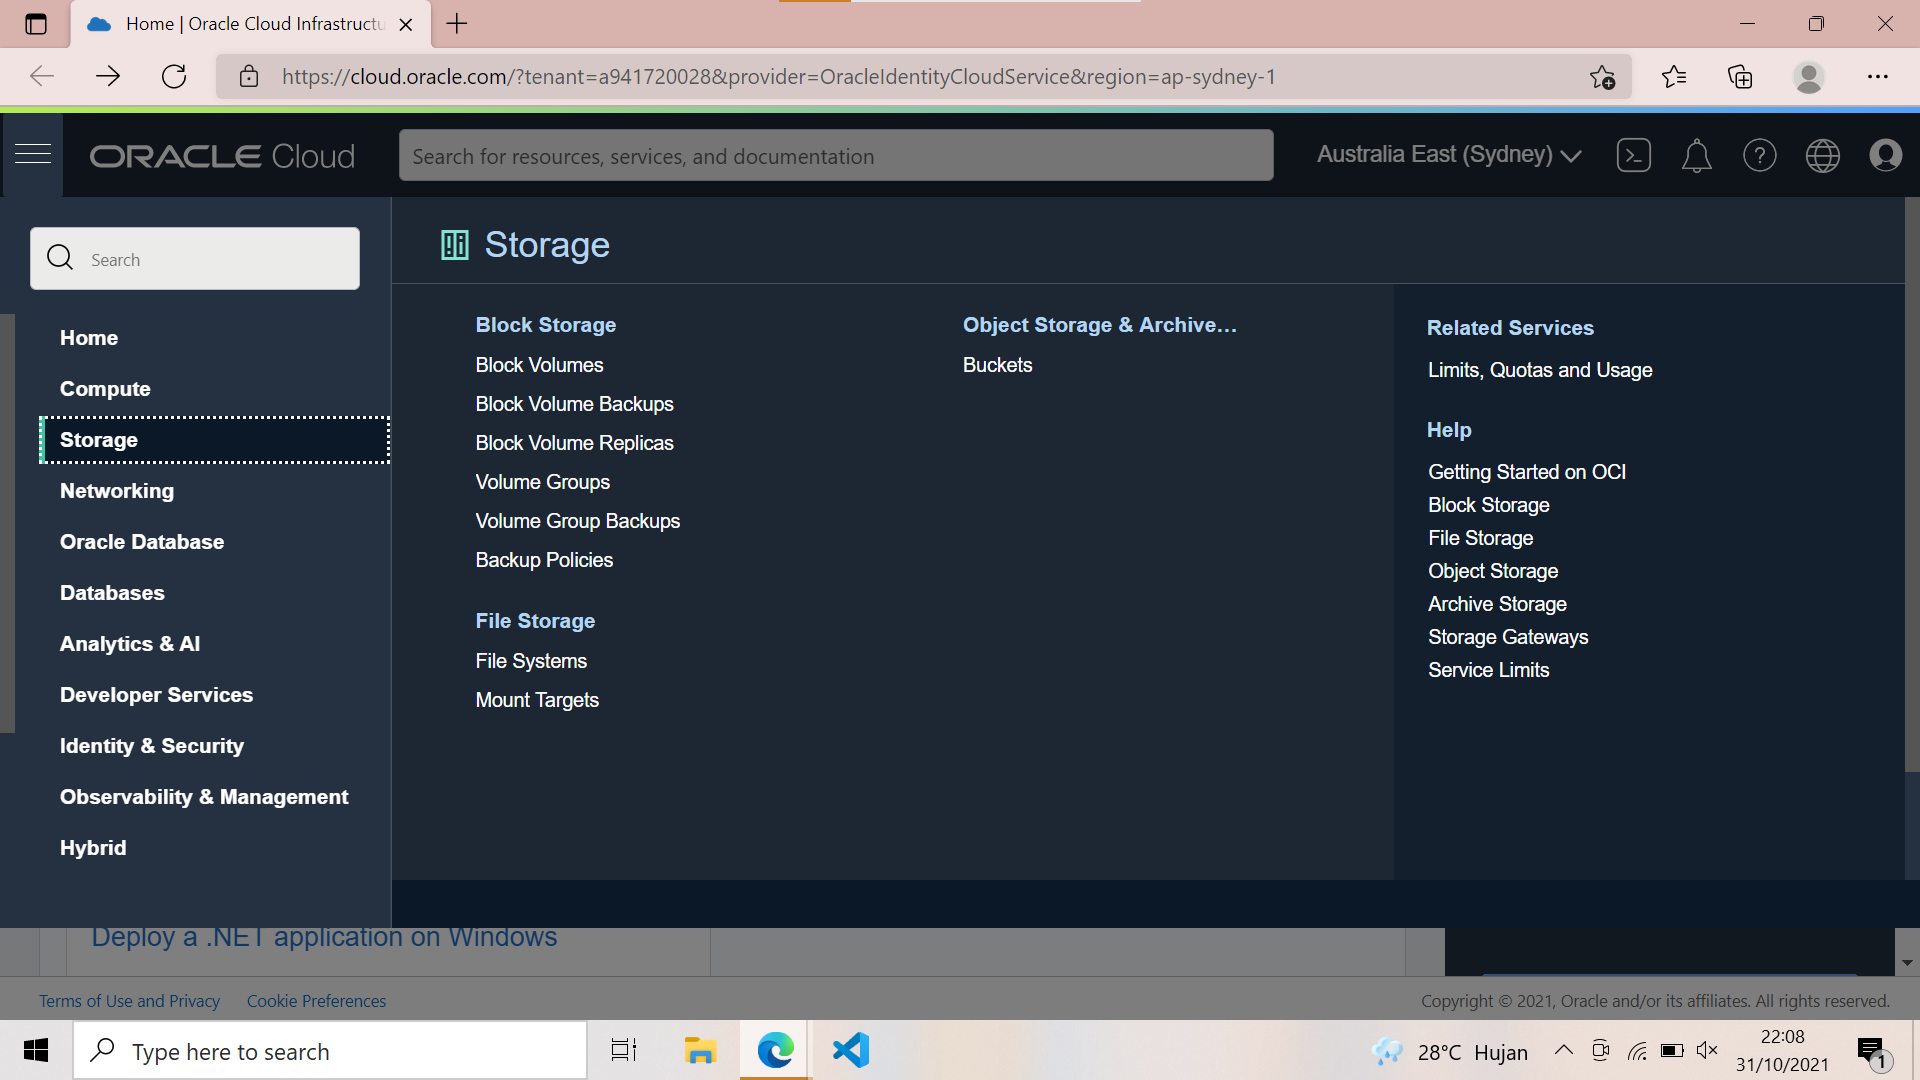 Home | Oracle Cloud Infrastructu
https://cloud.oracle.com/?tenant=a941720028&provider=OracleIdentityCloudService&region=ap-sydney-1
ORACLE Cloud
Search for resources, services, and documentation
Australia East (Sydney)
Search
Home
Compute
Storage
Networking
Oracle Database
Databases
Analytics & AI
Developer Services
Identity & Security
Observability & Management
Hybrid
Storage
Block Storage
Block Volumes
Block Volume Backups
Block Volume Replicas
Volume Groups
Volume Group Backups
Backup Policies
File Storage
File Systems
Mount Targets
Object Storage & Archive...
Buckets
Related Services
Limits, Quotas and Usage
Help
Getting Started on OCI
Block Storage
File Storage
Object Storage
Archive Storage
Storage Gateways
Service Limits
Deploy a .NET application on Windows
Terms of Use and Privacy
Cookie Preferences
Copyright © 2021, Oracle and/or its affiliates. All rights reserved.
Type here to search
28°C Hujan
22:08
31/10/2021
1